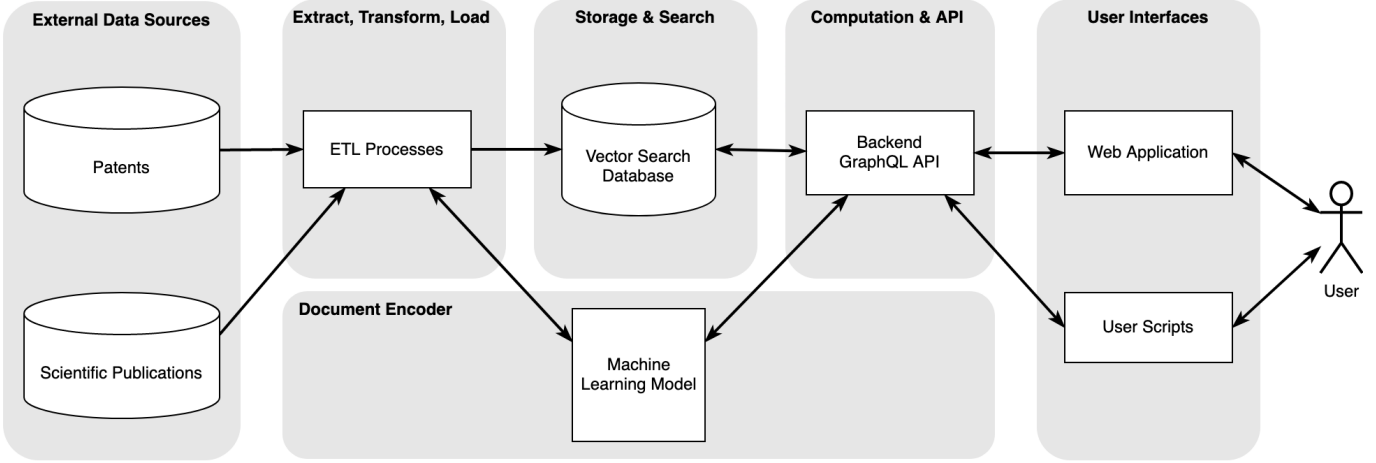 External Data Sources
Extract, Transform, Load
Storage & Search
Computation & API
User Interfaces
Patents
ETL Processes
Vector Search
Database
Backend
GraphQL API
Web Application
User
Scientific Publications
Document Encoder
Machine
Learning Model
User Scripts